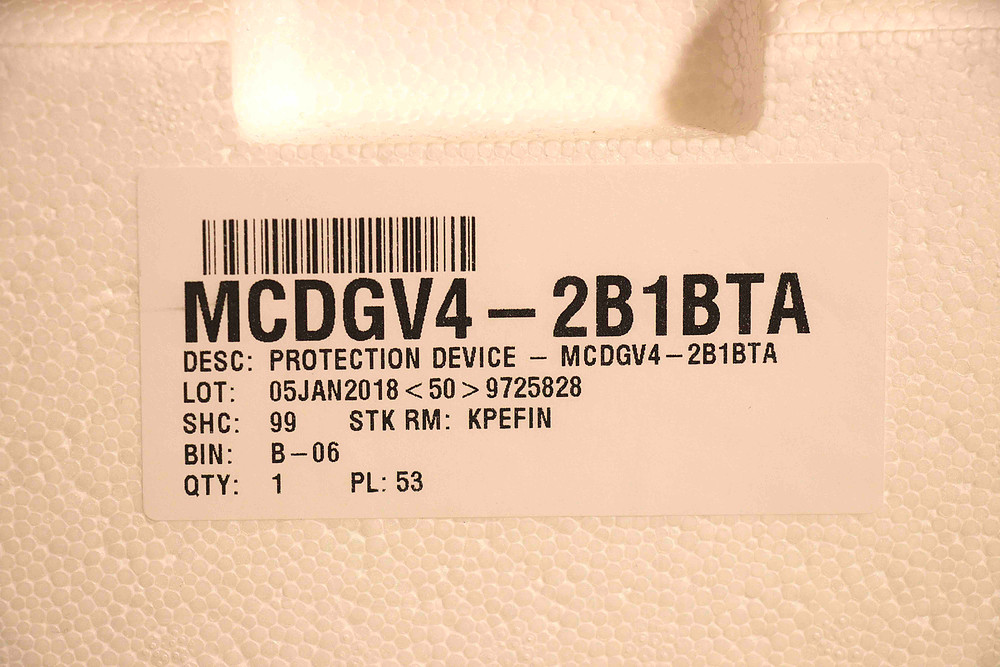 MCDGV4-2B1BTA
DESC: PROTECTION DEVICE - MCDGV4-2B1BTA
LOT: 05JAN2018<50>9725828
SHC: 99 STK RM: KPEFIN
BIN: B-06
QTY: 1 PL: 53